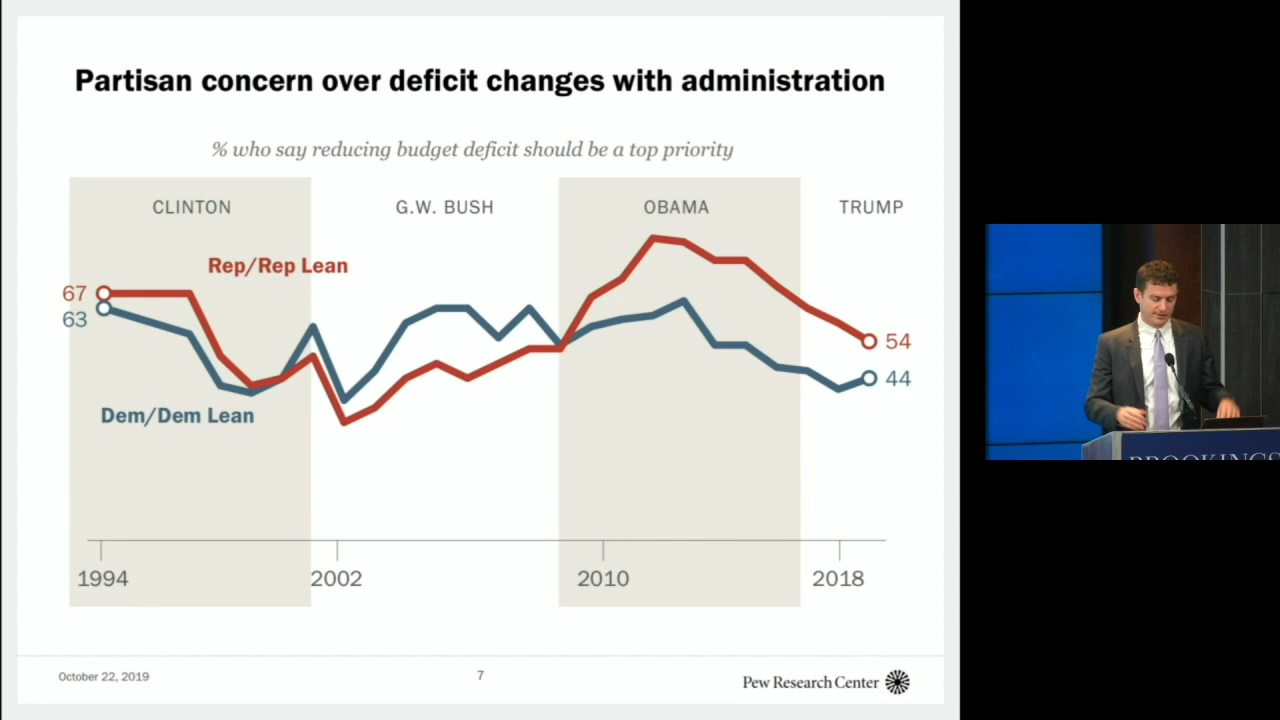 Partisan concern over deficit changes with administration
% who say reducing budget deficit should be a top priority
CLINTON
G.W. BUSH
OBAMA
TRUMP
Rep/Rep Lean
67
63
54
44
Dem/Dem Lean
1994
2002
2010
2018
October 22, 2019
7
Pew Research Center
BROOKINGS